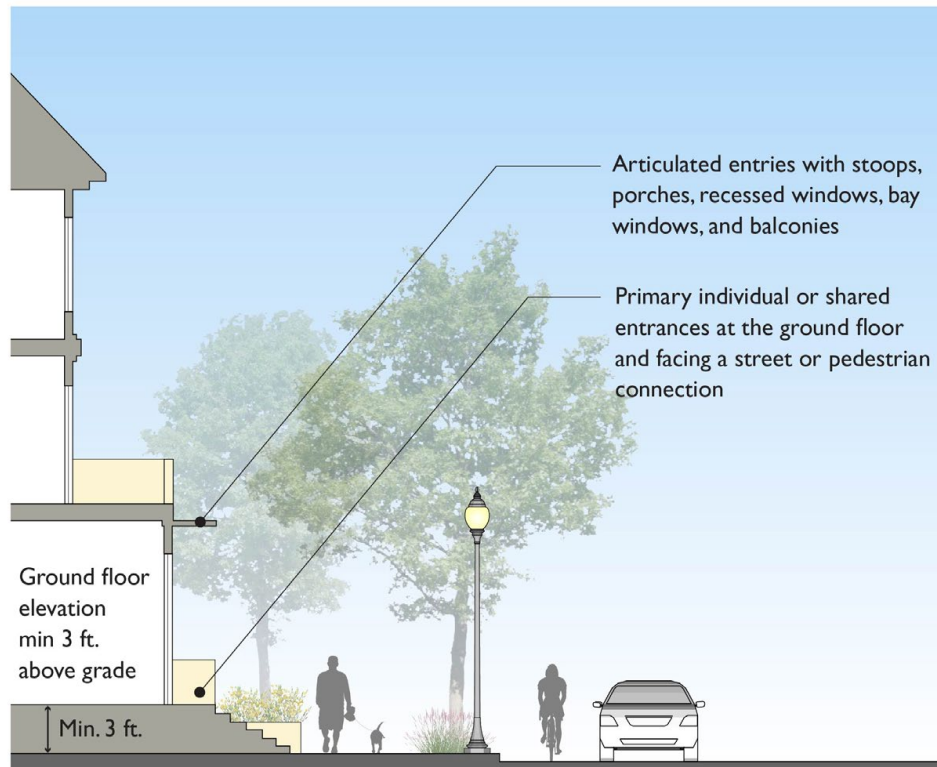 Articulated entries with stoops,
porches, recessed windows, bay
windows, and balconies
Primary individual or shared
entrances at the ground floor
and facing a street or pedestrian
connection
Ground floor
elevation
min 3 ft.
above grade
Min. 3 ft.